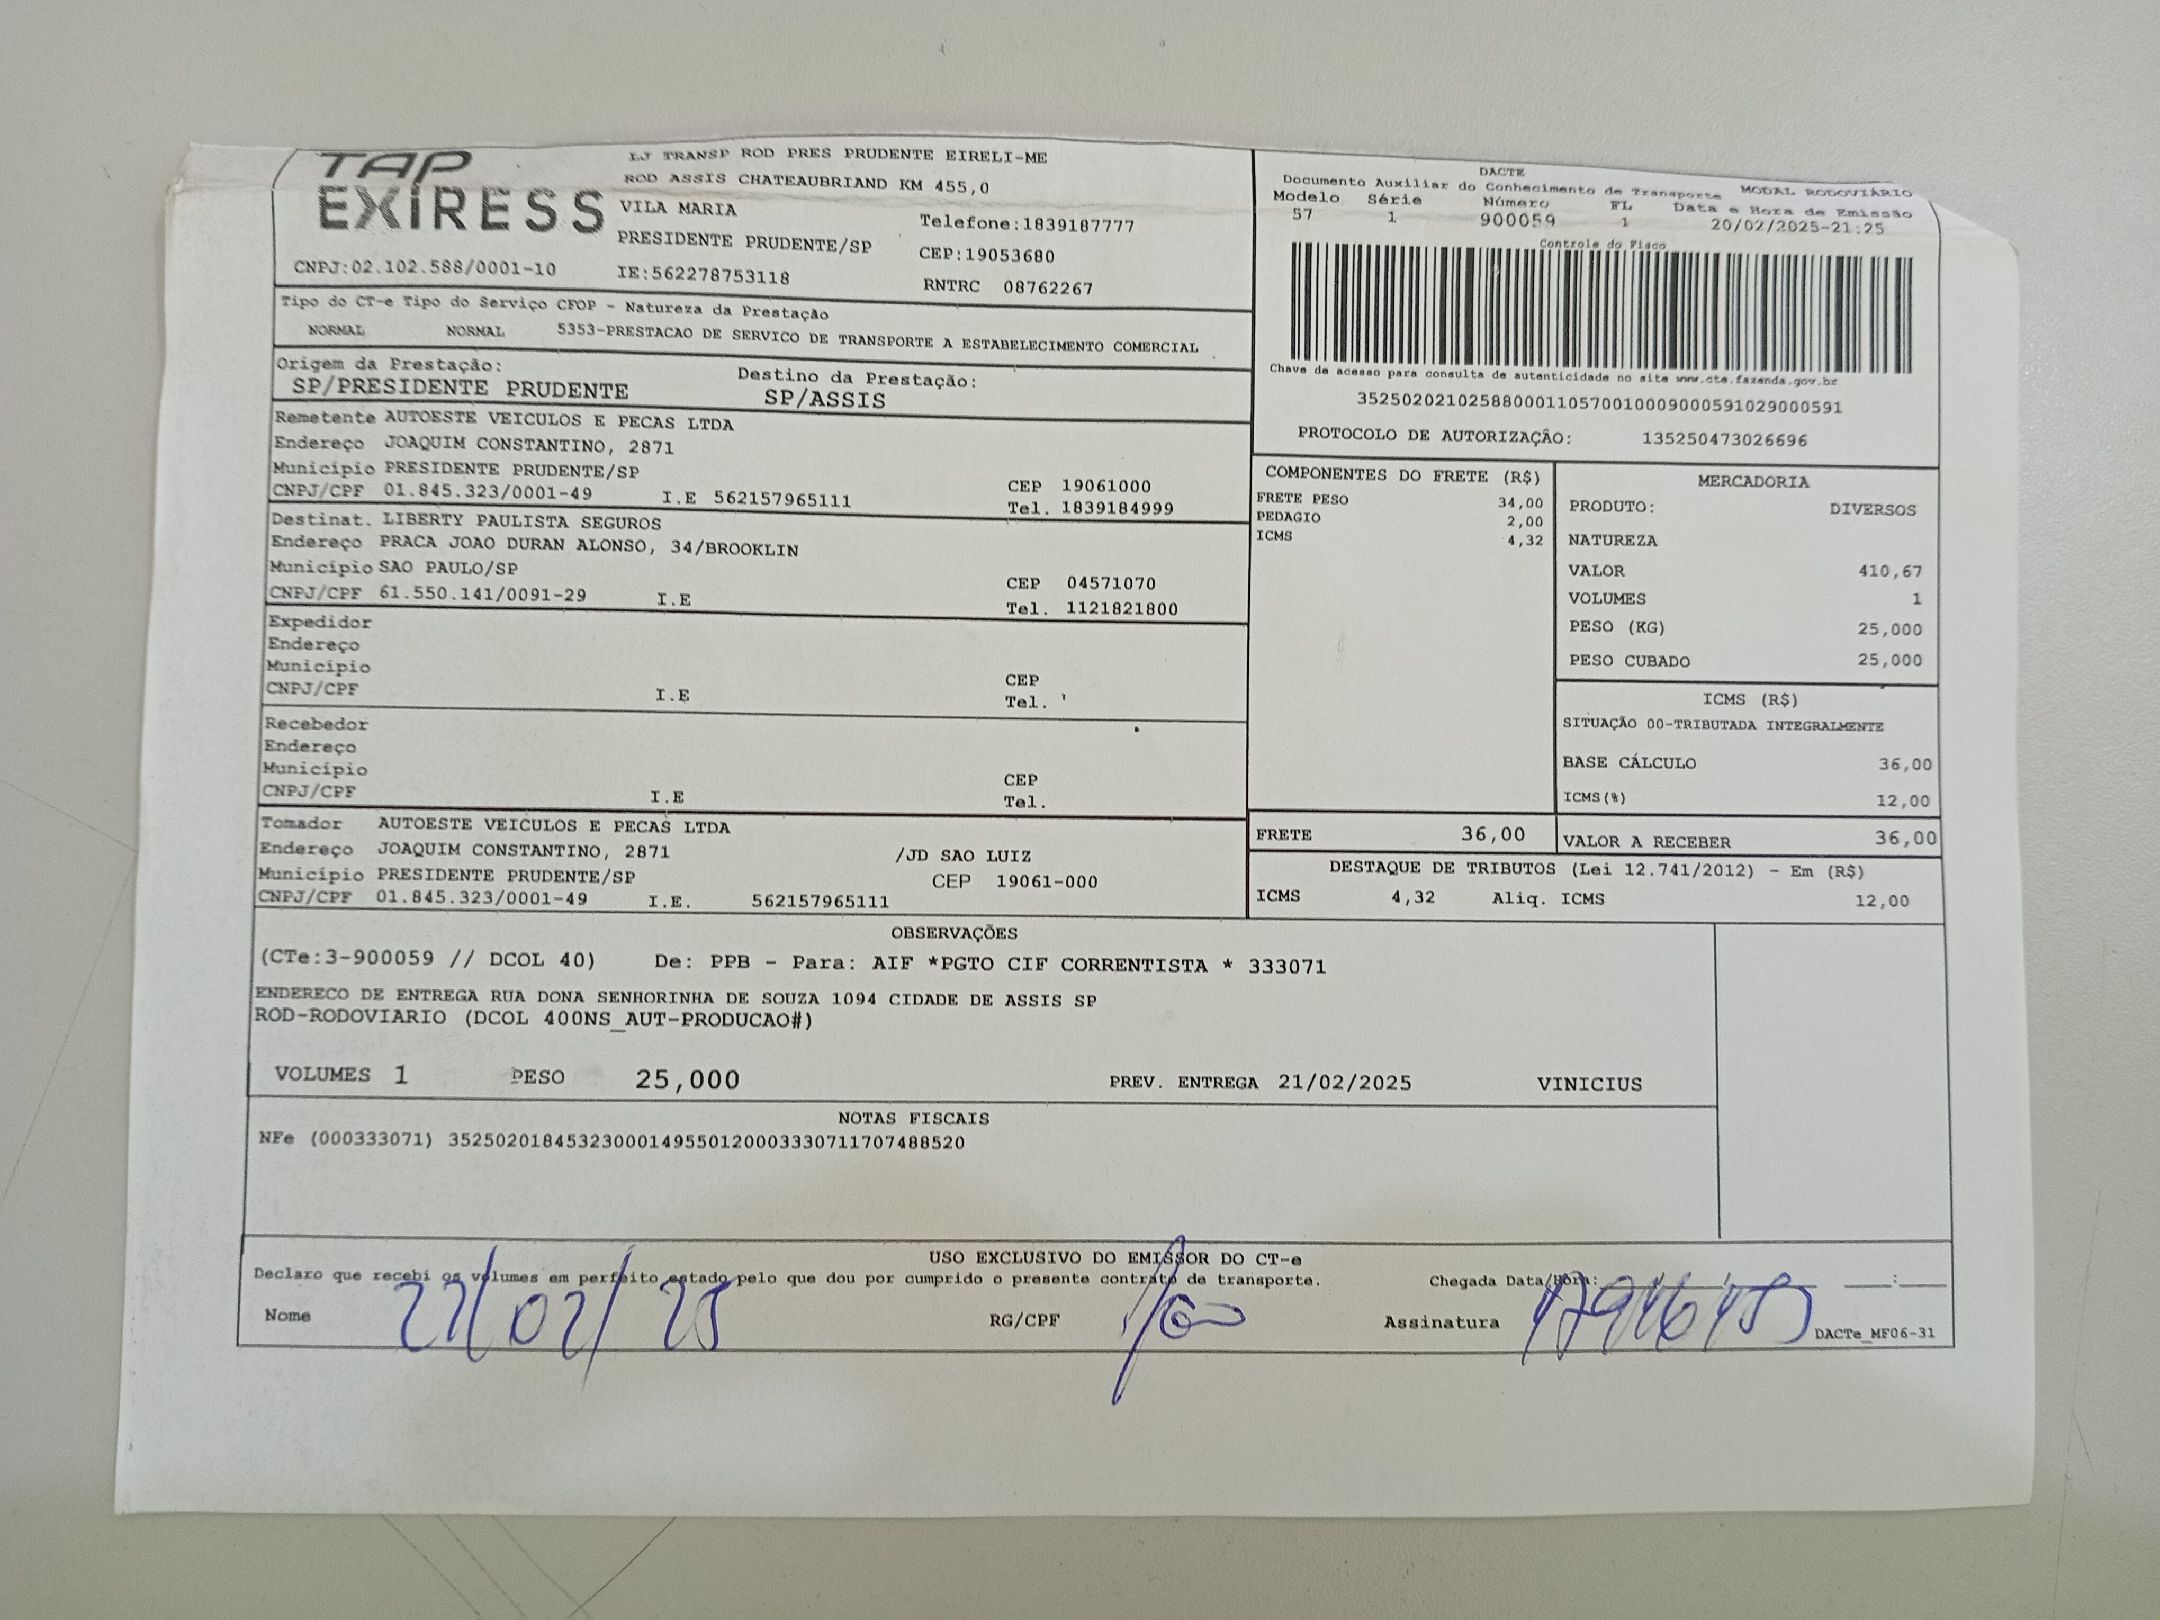 TAP
EXIRESS
LJ TRANSP ROD PRES PRUDENTE EIRELI-ME
ROD ASSIS CHATEAUBRIAND KM 455,0
VILA MARIA
Telefone:1839187777
PRESIDENTE PRUDENTE/SP
CEP:19053680
CNPJ:02.102.588/0001-10
IE:562278753118
RNTRC 08762267
DACTE
Documento Auxiliar do Conhecimento de Transporte MODAL RODOVIÁRIO
Modelo Série Número FL Data e Hora de Emissão
57 1 900059 1 20/02/2025-21:25
Controle do Fisco
Chave de acesso para consulta de autenticidade no site www.cte.fazenda.gov.br
35250202102588000110570010009000591029000591
PROTOCOLO DE AUTORIZAÇÃO: 135250473026696
Tipo do CT-e Tipo do Serviço CFOP - Natureza da Prestação
NORMAL NORMAL 5353-PRESTACAO DE SERVICO DE TRANSPORTE A ESTABELECIMENTO COMERCIAL
Origem da Prestação: Destino da Prestação:
SP/PRESIDENTE PRUDENTE SP/ASSIS
Remetente AUTOESTE VEICULOS E PECAS LTDA
Endereço JOAQUIM CONSTANTINO, 2871
Município PRESIDENTE PRUDENTE/SP CEP 19061000
CNPJ/CPF 01.845.323/0001-49 I.E 562157965111 Tel. 1839184999
Destinat. LIBERTY PAULISTA SEGUROS
Endereço PRACA JOAO DURAN ALONSO, 34/BROOKLIN
Município SAO PAULO/SP CEP 04571070
CNPJ/CPF 61.550.141/0091-29 I.E Tel. 1121821800
Expedidor
Endereço
Município CEP
CNPJ/CPF I.E Tel.
Recebedor
Endereço
Município CEP
CNPJ/CPF I.E Tel.
Tomador AUTOESTE VEICULOS E PECAS LTDA
Endereço JOAQUIM CONSTANTINO, 2871 /JD SAO LUIZ
Município PRESIDENTE PRUDENTE/SP CEP 19061-000
CNPJ/CPF 01.845.323/0001-49 I.E. 562157965111
COMPONENTES DO FRETE (R$)
FRETE PESO 34,00
PEDAGIO 2,00
ICMS 4,32
MERCADORIA
PRODUTO: DIVERSOS
NATUREZA
VALOR 410,67
VOLUMES 1
PESO (KG) 25,000
PESO CUBADO 25,000
ICMS (R$)
SITUAÇÃO 00-TRIBUTADA INTEGRALMENTE
BASE CÁLCULO 36,00
ICMS(%) 12,00
FRETE 36,00 VALOR A RECEBER 36,00
DESTAQUE DE TRIBUTOS (Lei 12.741/2012) - Em (R$)
ICMS 4,32 Aliq. ICMS 12,00
OBSERVAÇÕES
(CTe:3-900059 // DCOL 40) De: PPB - Para: AIF *PGTO CIF CORRENTISTA * 333071
ENDERECO DE ENTREGA RUA DONA SENHORINHA DE SOUZA 1094 CIDADE DE ASSIS SP
ROD-RODOVIARIO (DCOL 400NS_AUT-PRODUCAO#)
VOLUMES 1 PESO 25,000 PREV. ENTREGA 21/02/2025 VINICIUS
NOTAS FISCAIS
NFe (000333071) 35250201845323000149550120003330711707488520
USO EXCLUSIVO DO EMISSOR DO CT-e
Declaro que recebi os volumes em perfeito estado pelo que dou por cumprido o presente contrato de transporte. Chegada Data/Hora:
Nome RG/CPF Assinatura DACTe_MF06-31